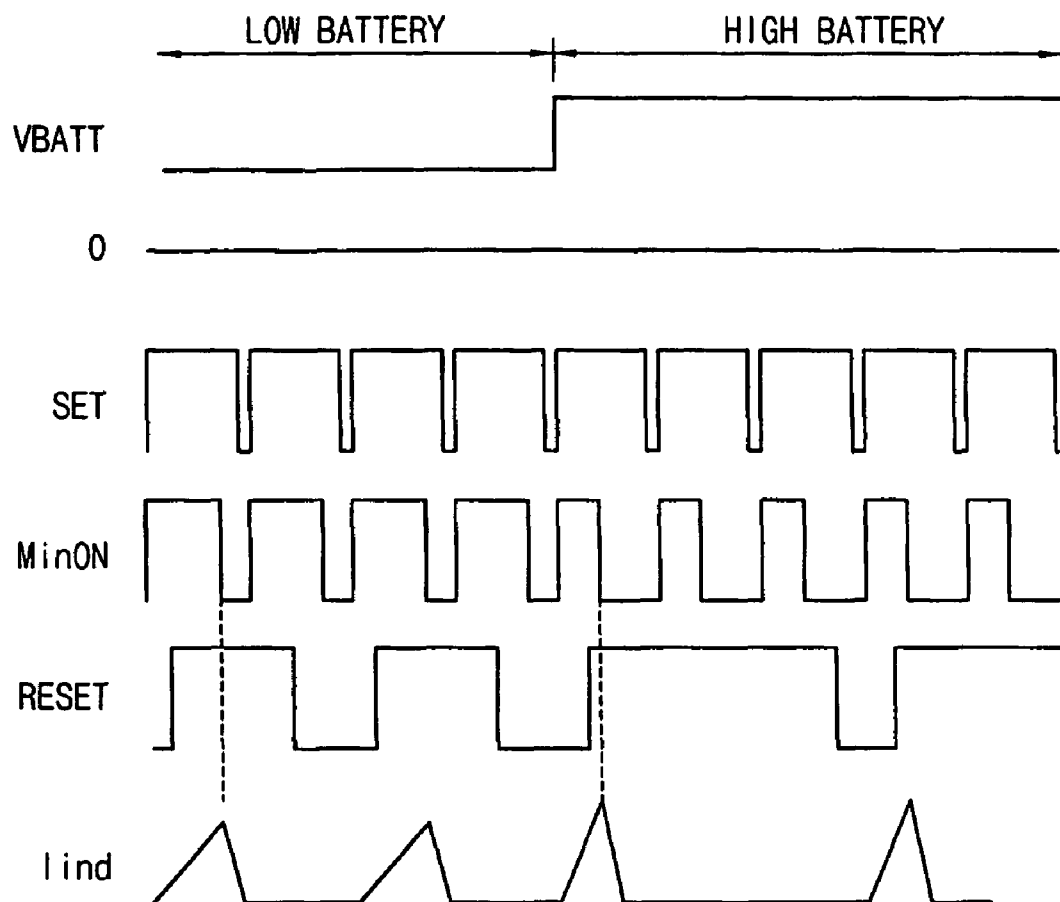 LOW BATTERY
HIGH BATTERY
VBATT
0
SET
MinON
RESET
Iind